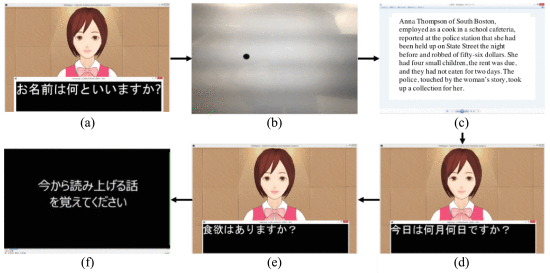 お名前は何といいますか?
(a)
(b)
Anna Thompson of South Boston,
employed as a cook in a school cafeteria,
reported at the police station that she had
been held up on State Street the night
before and robbed of fifty-six dollars. She
had four small children, the rent was due,
and they had not eaten for two days. The
police, touched by the woman's story, took
up a collection for her.
(c)
今日は何月何日ですか?
(d)
食欲はありますか?
(e)
今から読み上げる話
を覚えてください
(f)